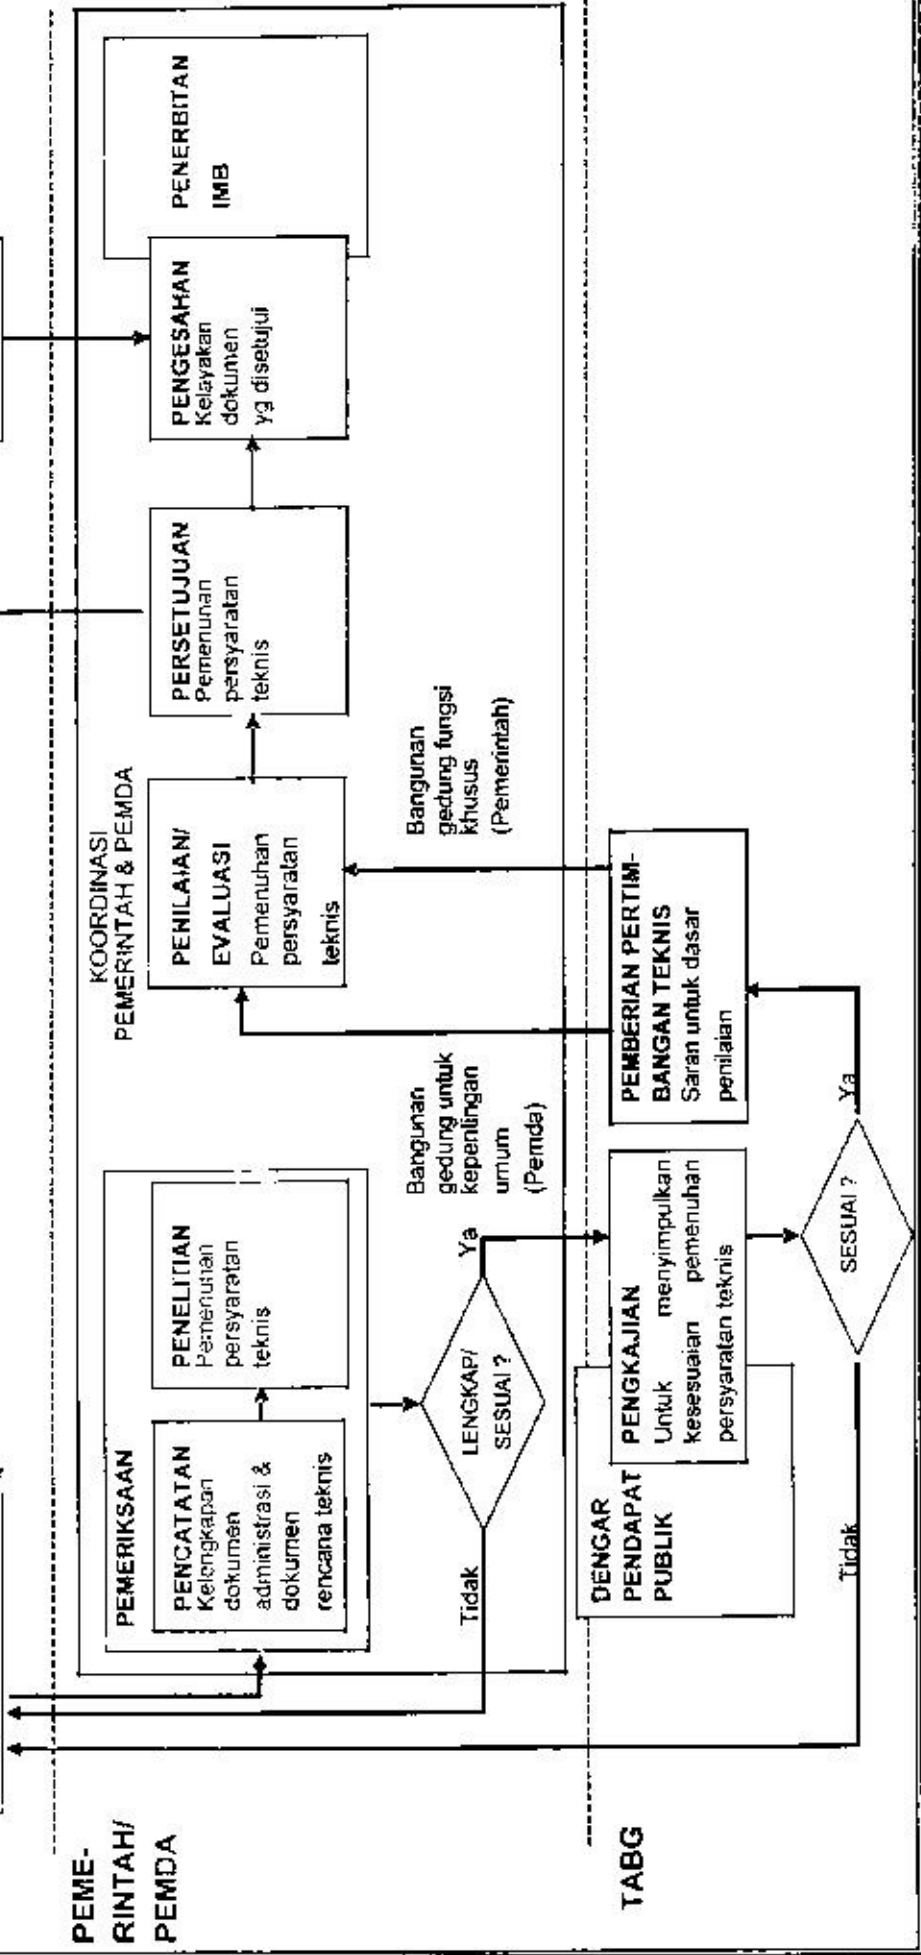 PEME-
RINTAH/
PEMDA
KOORDINASI
PEMERINTAH & PEMDA
PEMERIKSAAN
PENCATATAN
Kelengkapan
dokumen
administrasi &
dokumen
rencana teknis
PENELITIAN
Pemenuhan
persyaratan
teknis
LENGKAP/
SESUAI ?
Tidak
Ya
Bangunan
gedung untuk
kepentingan
umum
(Pemda)
PENILAIAN/
EVALUASI
Pemenuhan
persyaratan
teknis
Bangunan
gedung fungsi
khusus
(Pemerintah)
PERSETUJUAN
Pemenunan
persyaratan
teknis
PENGESAHAN
Kelayakan
dokumen
yg disetujui
PENERBITAN
IMB
TABG
DENGAR
PENDAPAT
PUBLIK
PENGKAJIAN
Untuk menyimpulkan
kesesuaian pemenuhan
persyaratan teknis
SESUAI ?
Tidak
Ya
PEMBERIAN PERTIM-
BANGAN TEKNIS
Saran untuk dasar
penilaian